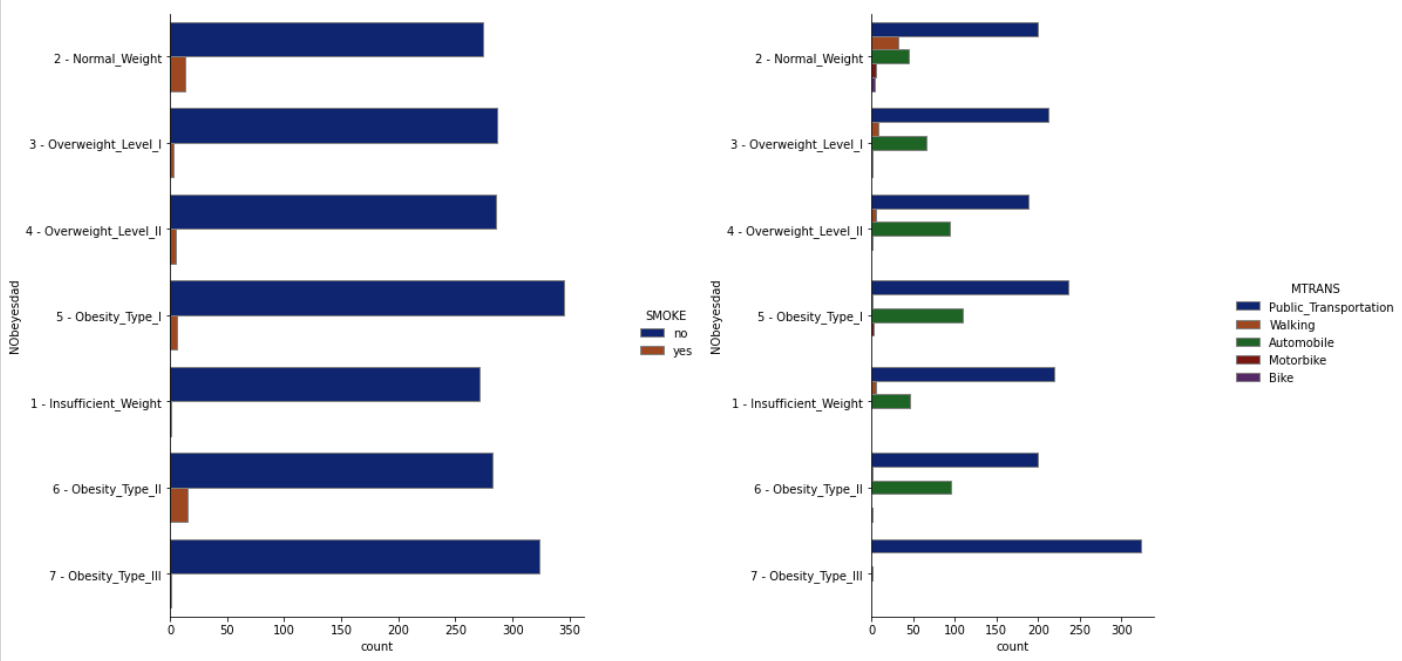 2 - Normal_Weight
3 - Overweight_Level_I
4 - Overweight_Level_II
5 - Obesity_Type_I
1 - Insufficient_Weight
6 - Obesity_Type_II
7 - Obesity_Type_III
NObeyesdad
0 50 100 150 200 250 300 350
count
SMOKE
no
yes
2 - Normal_Weight
3 - Overweight_Level_I
4 - Overweight_Level_II
5 - Obesity_Type_I
1 - Insufficient_Weight
6 - Obesity_Type_II
7 - Obesity_Type_III
NObeyesdad
0 50 100 150 200 250 300
count
MTRANS
Public_Transportation
Walking
Automobile
Motorbike
Bike